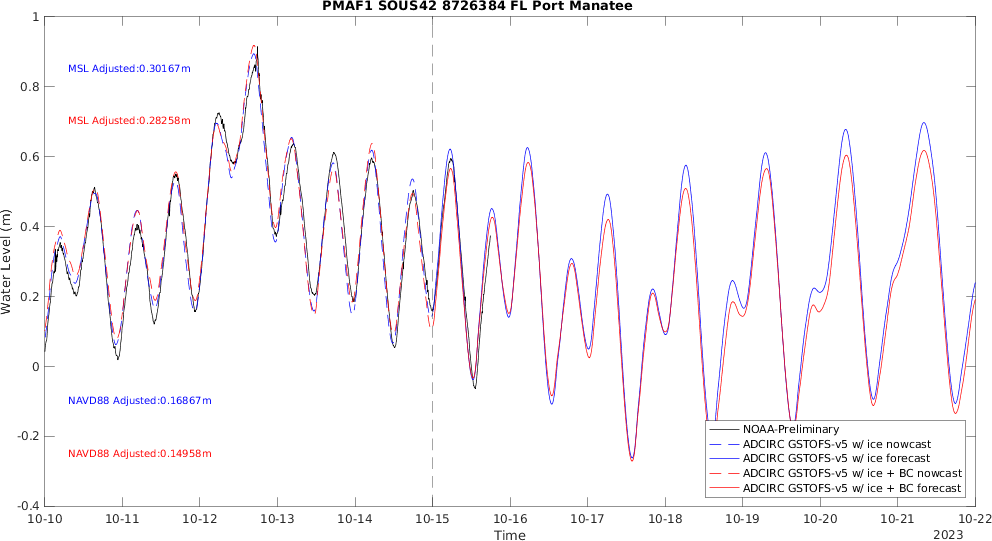 PMAF1 SOUS42 8726384 FL Port Manatee
1
0.8
0.6
0.4
0.2
0
-0.2
-0.4
Water Level (m)
MSL Adjusted:0.30167m
MSL Adjusted:0.28258m
NAVD88 Adjusted:0.16867m
NAVD88 Adjusted:0.14958m
NOAA-Preliminary
ADCIRC GSTOFS-v5 w/ ice nowcast
ADCIRC GSTOFS-v5 w/ ice forecast
ADCIRC GSTOFS-v5 w/ ice + BC nowcast
ADCIRC GSTOFS-v5 w/ ice + BC forecast
10-10 10-11 10-12 10-13 10-14 10-15 10-16 10-17 10-18 10-19 10-20 10-21 10-22
Time
2023